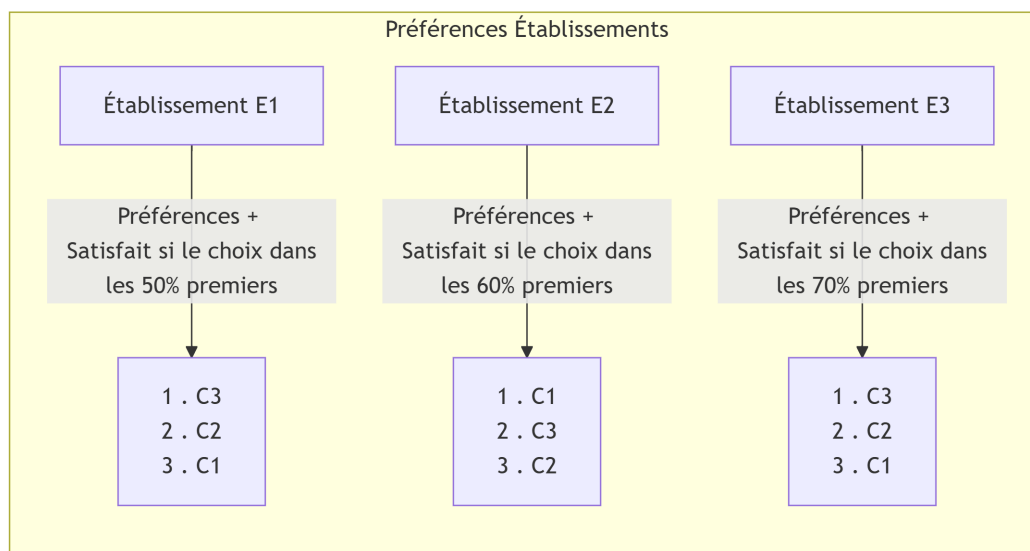 Préférences Établissements
Établissement E1
Préférences +
Satisfait si le choix dans
les 50% premiers
1 . C3
2 . C2
3 . C1
Établissement E2
Préférences +
Satisfait si le choix dans
les 60% premiers
1 . C1
2 . C3
3 . C2
Établissement E3
Préférences +
Satisfait si le choix dans
les 70% premiers
1 . C3
2 . C2
3 . C1